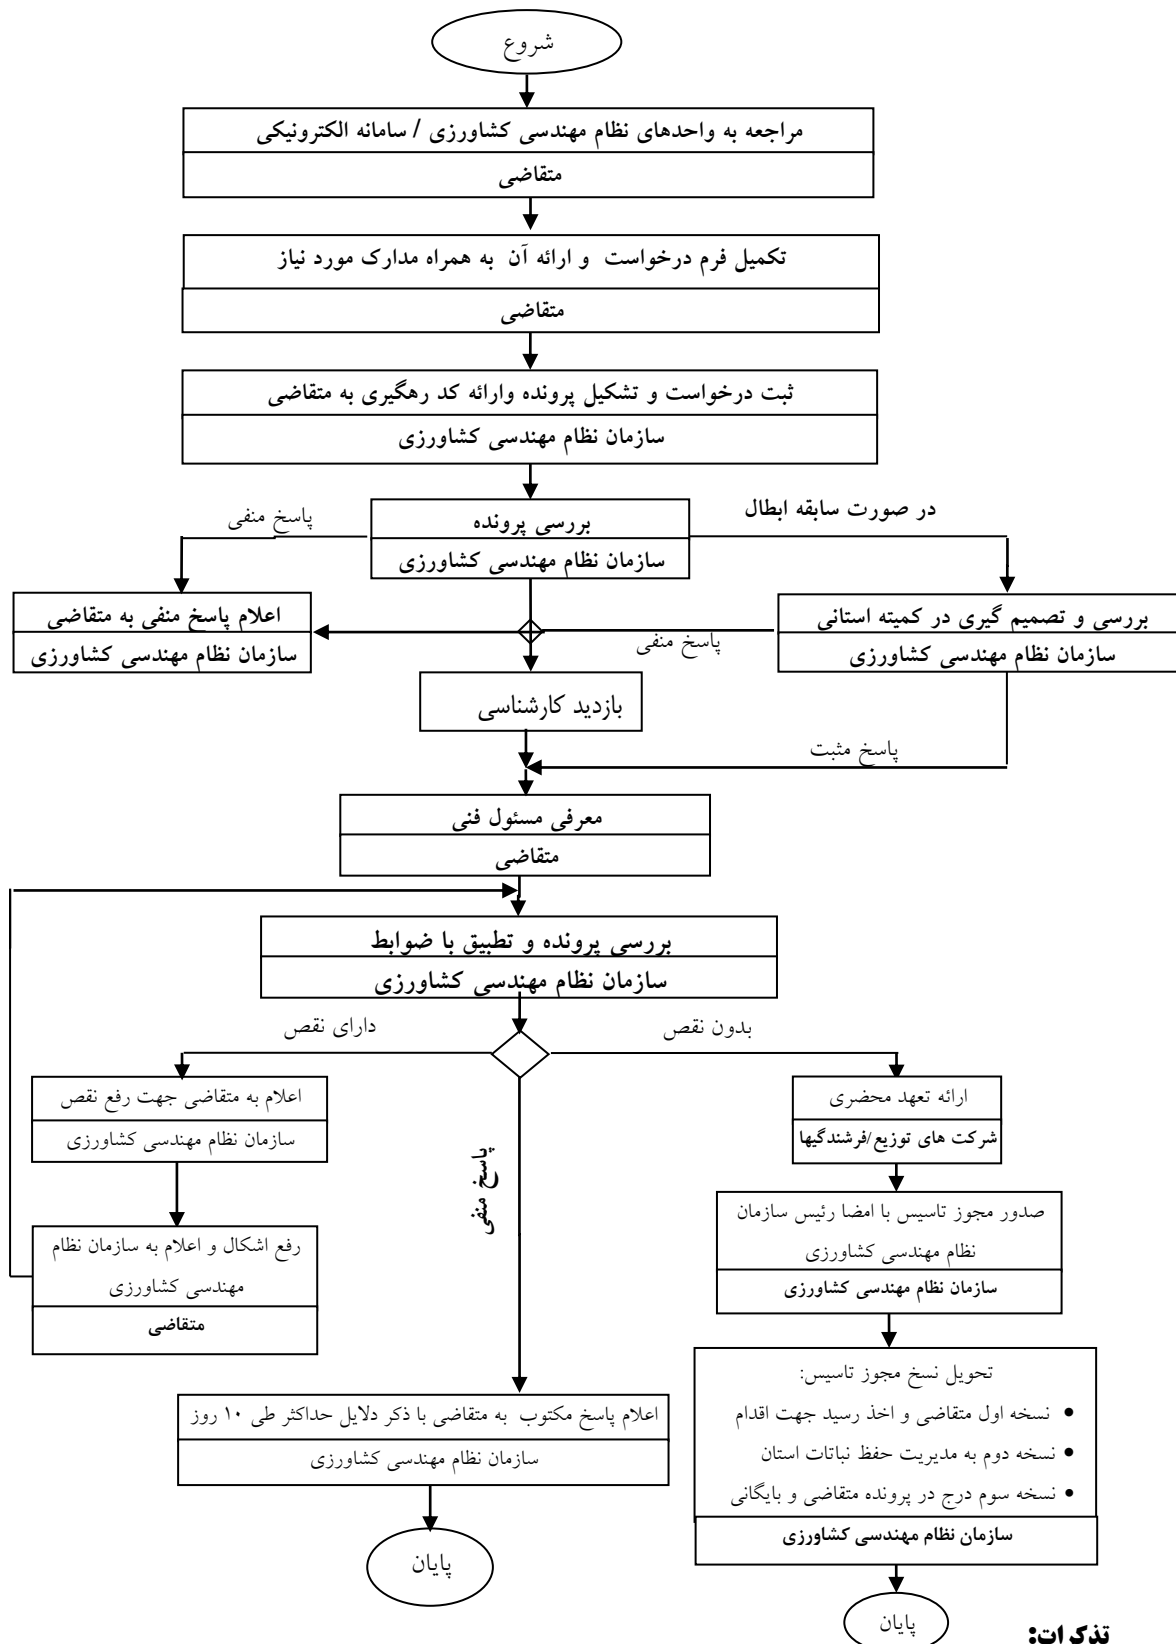 شروع
مراجعه به واحدهای نظام مهندسی کشاورزی / سامانه الکترونیکی
متقاضی
تکمیل فرم درخواست و ارائه آن به همراه مدارک مورد نیاز
متقاضی
ثبت درخواست و تشکیل پرونده وارائه کد رهگیری به متقاضی
سازمان نظام مهندسی کشاورزی
در صورت سابقه ابطال
بررسی پرونده
سازمان نظام مهندسی کشاورزی
پاسخ منفی
بررسی و تصمیم گیری در کمیته استانی
سازمان نظام مهندسی کشاورزی
پاسخ منفی
اعلام پاسخ منفی به متقاضی
سازمان نظام مهندسی کشاورزی
بازدید کارشناسی
پاسخ مثبت
معرفی مسئول فنی
متقاضی
بررسی پرونده و تطبیق با ضوابط
سازمان نظام مهندسی کشاورزی
بدون نقص
دارای نقص
ارائه تعهد محضری
شرکت های توزیع/فرشندگیها
اعلام به متقاضی جهت رفع نقص
سازمان نظام مهندسی کشاورزی
پاسخ منفی
صدور مجوز تاسیس با امضا رئیس سازمان
نظام مهندسی کشاورزی
سازمان نظام مهندسی کشاورزی
رفع اشکال و اعلام به سازمان نظام
مهندسی کشاورزی
متقاضی
تحویل نسخ مجوز تاسیس:
• نسخه اول متقاضی و اخذ رسید جهت اقدام
• نسخه دوم به مدیریت حفظ نباتات استان
• نسخه سوم درج در پرونده متقاضی و بایگانی
سازمان نظام مهندسی کشاورزی
اعلام پاسخ مکتوب به متقاضی با ذکر دلایل حداکثر طی ۱۰ روز
سازمان نظام مهندسی کشاورزی
پایان
پایان
تذکرات: